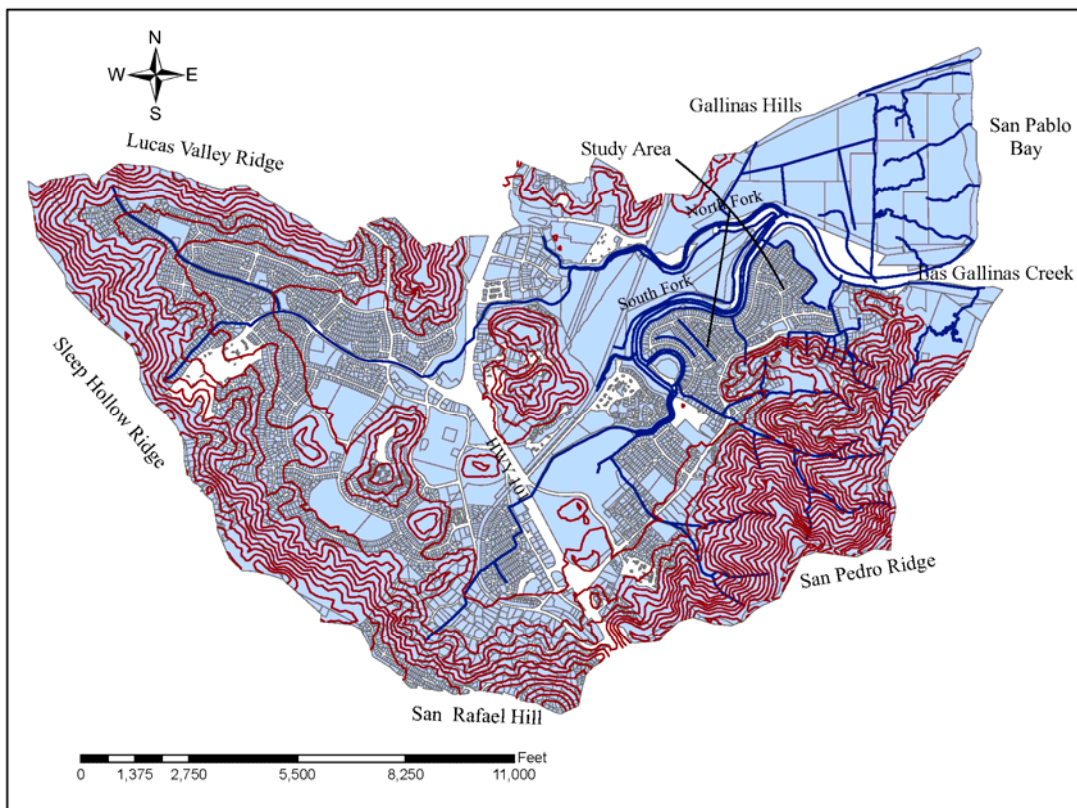 N
W E
S
Gallinas Hills
San Pablo
Bay
Lucas Valley Ridge
Study Area
North Fork
Bas Gallinas Creek
South Fork
Sleep Hollow Ridge
HWY 101
San Pedro Ridge
San Rafael Hill
Feet
0 1,375 2,750 5,500 8,250 11,000